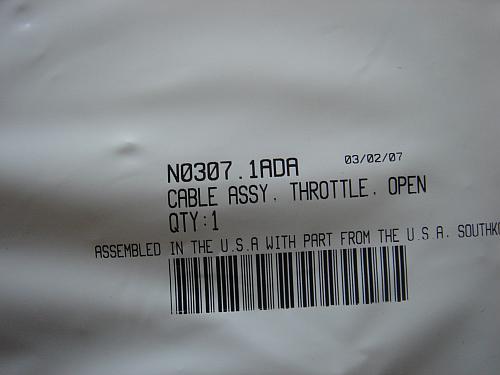 N0307.1ADA 03/02/07
CABLE ASSY, THROTTLE, OPEN
QTY:1
ASSEMBLED IN THE U.S.A WITH PART FROM THE U.S.A.